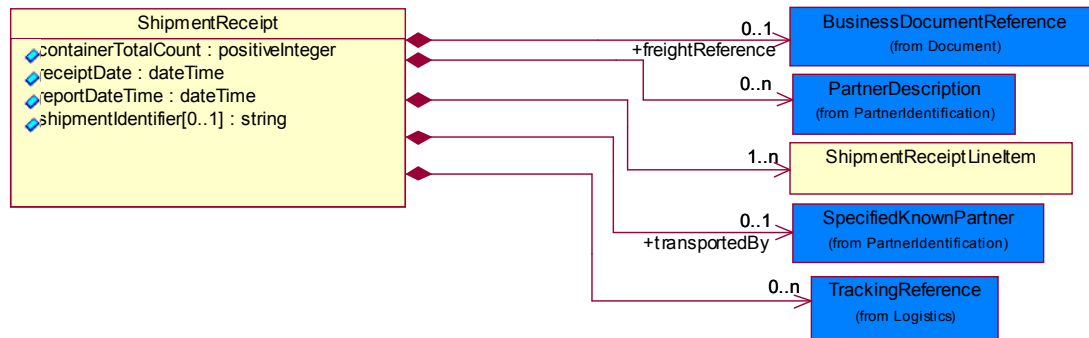 ShipmentReceipt
containerTotalCount : positiveInteger
receiptDate : dateTime
reportDateTime : dateTime
shipmentIdentifier[0..1] : string
0..1
+freightReference
BusinessDocumentReference
(from Document)
0..n
PartnerDescription
(from PartnerIdentification)
1..n
ShipmentReceiptLineItem
0..1
+transportedBy
SpecifiedKnownPartner
(from PartnerIdentification)
0..n
TrackingReference
(from Logistics)